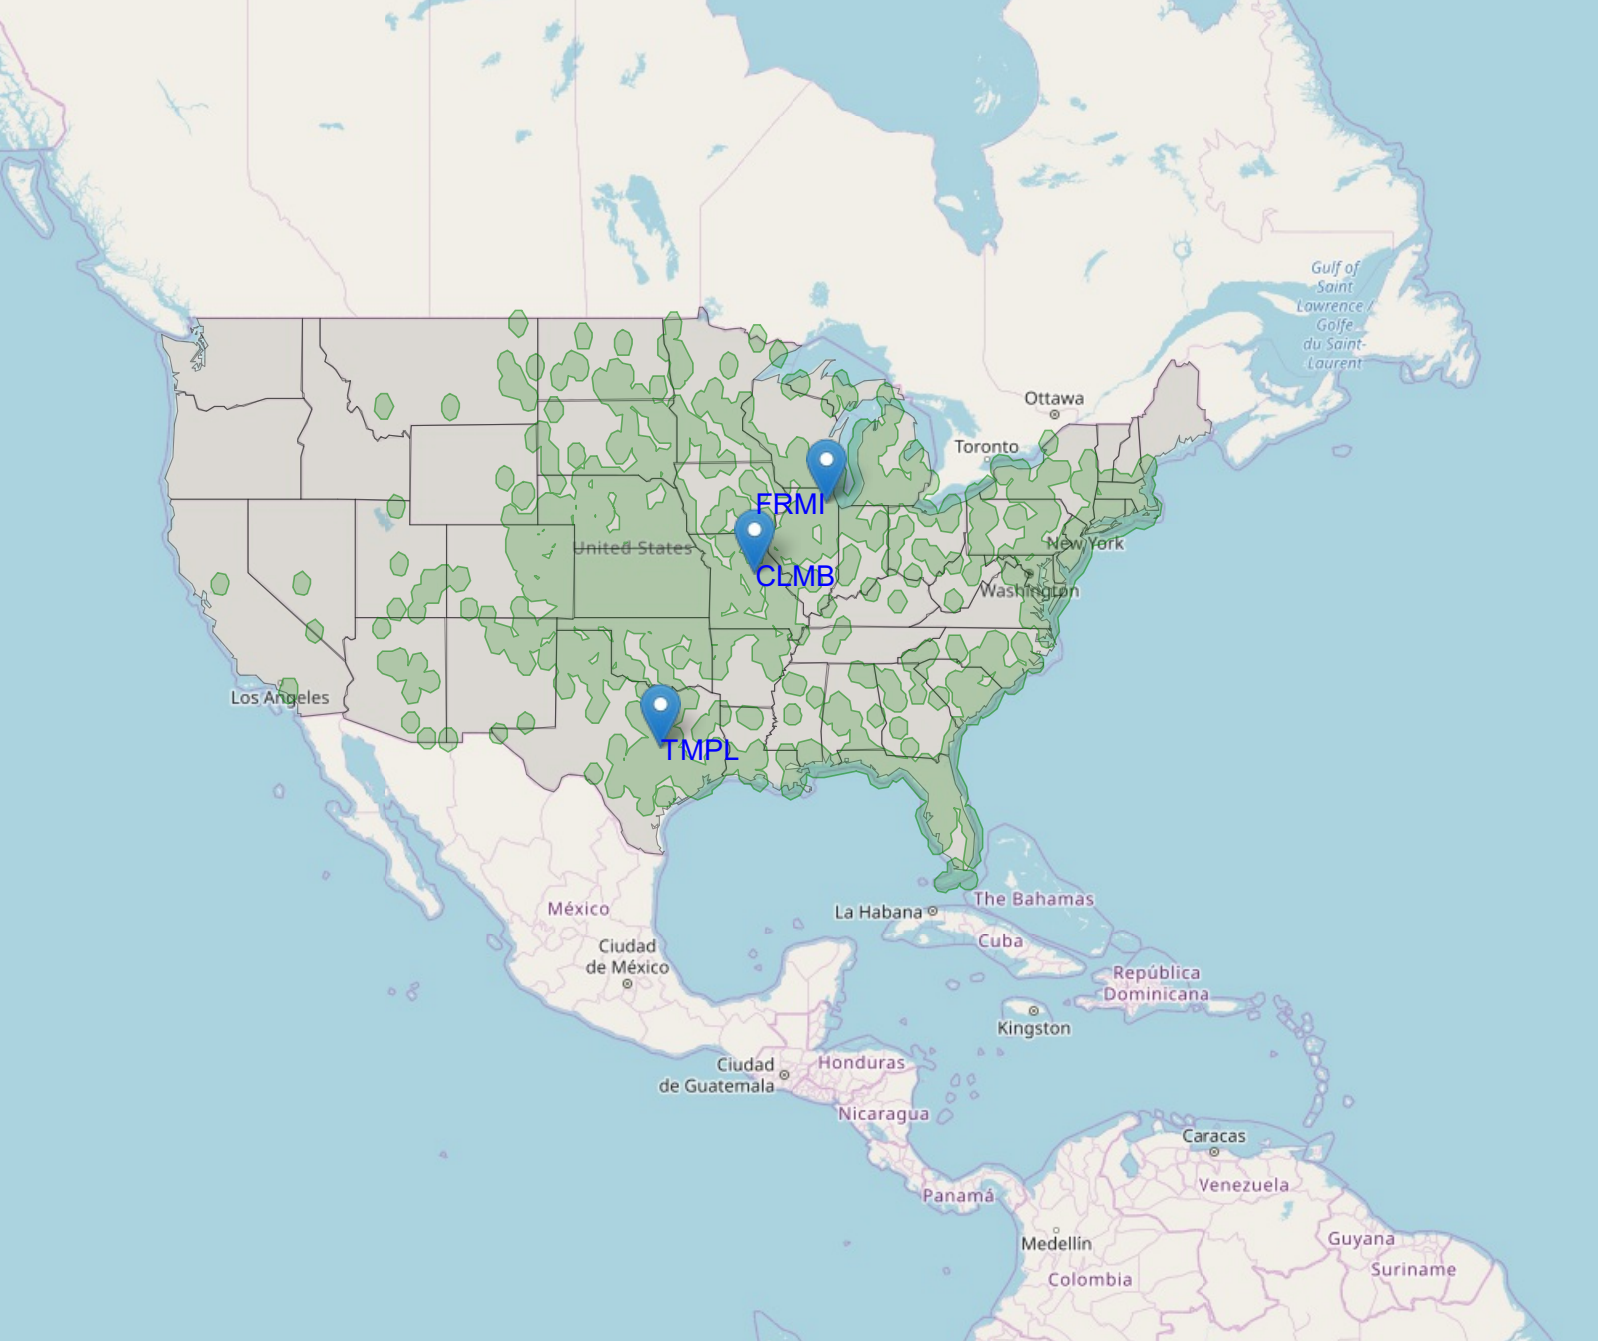 Gulf of
Saint
Lawrence /
Golfe
du Saint-
Laurent
Ottawa
Toronto
FRMI
United States
New York
CLMB
Washington
Los Angeles
TMPL
The Bahamas
México
La Habana
Cuba
Ciudad
de México
República
Dominicana
Kingston
Ciudad
de Guatemala
Honduras
Nicaragua
Caracas
Venezuela
Panamá
Medellín
Guyana
Colombia
Suriname